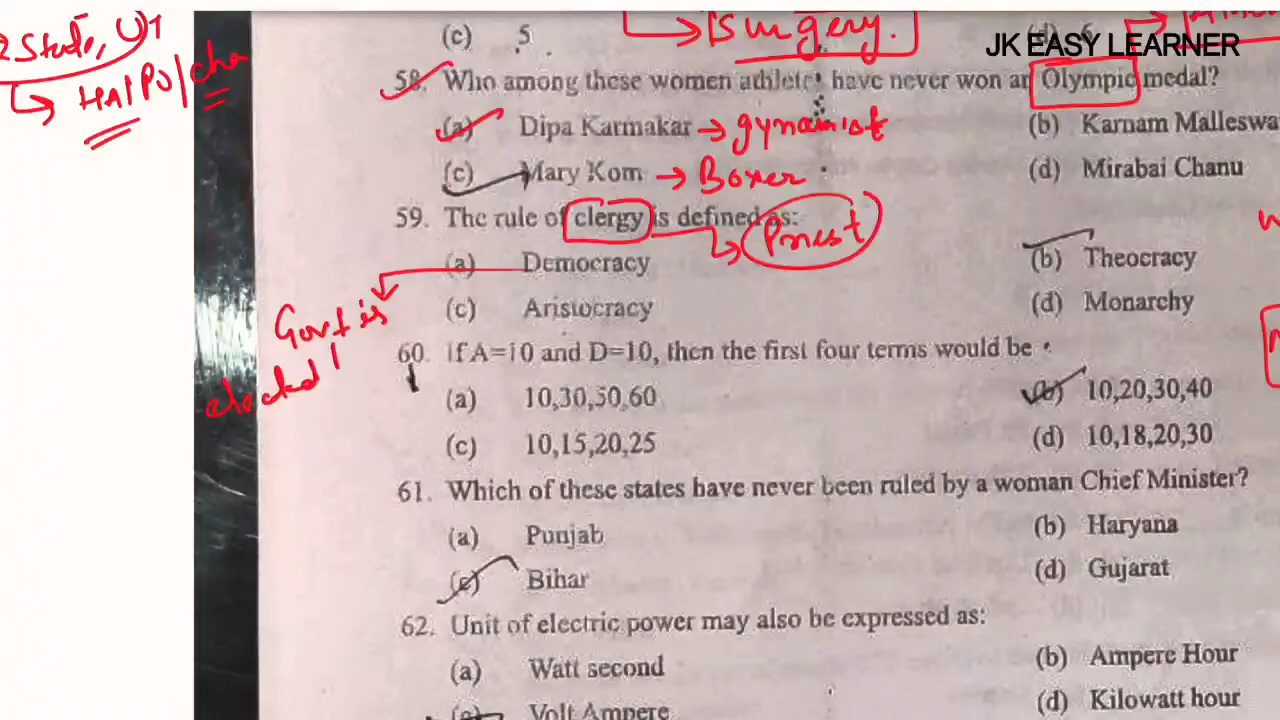 2 State, UT
HA/PO/cha
(c) 5
Surgery.
(d) 6
JK EASY LEARNER
58. Who among these women athletes have never won an Olympic medal?
(a) Dipa Karmakar → gynamist
(b) Karnam Malleswa
(c) Mary Kom → Boxer
(d) Mirabai Chanu
59. The rule of clergy is defined as:
Priest
(a) Democracy
(b) Theocracy
Govt is
elected
(c) Aristocracy
(d) Monarchy
60. If A=10 and D=10, then the first four terms would be
(a) 10,30,50,60
(b) 10,20,30,40
(c) 10,15,20,25
(d) 10,18,20,30
61. Which of these states have never been ruled by a woman Chief Minister?
(a) Punjab
(b) Haryana
(c) Bihar
(d) Gujarat
62. Unit of electric power may also be expressed as:
(a) Watt second
(b) Ampere Hour
(c) Volt Ampere
(d) Kilowatt hour